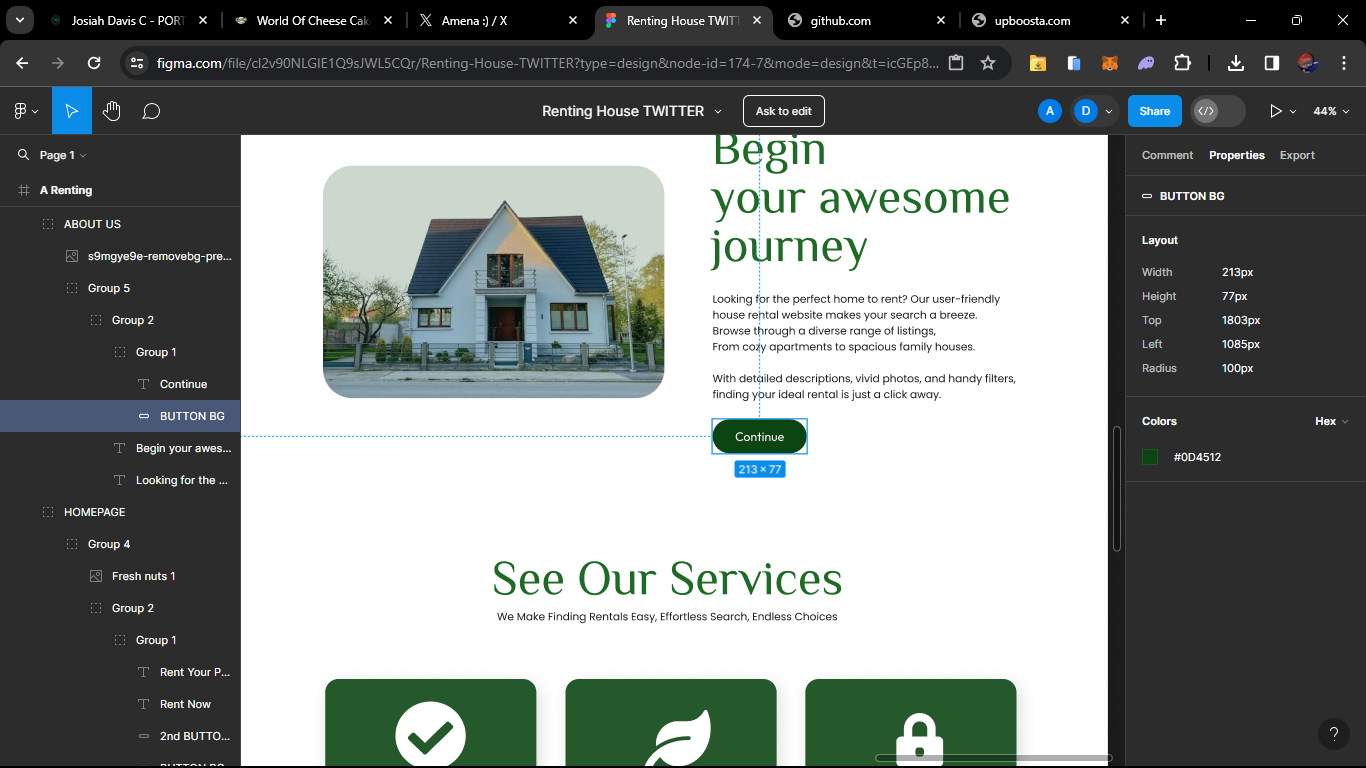 Josiah Davis C - PORT
World Of Cheese Cak
Amena :) / X
Renting House TWIT
github.com
upboosta.com
figma.com/file/cl2v90NLGIE1Q9sJWL5CQr/Renting-House-TWITTER?type=design&node-id=174-7&mode=design&t=icGEp8...
Renting House TWITTER
Ask to edit
A
D
Share
44%
Page 1
A Renting
ABOUT US
s9mgye9e-removebg-pre...
Group 5
Group 2
Group 1
Continue
BUTTON BG
Begin your awes...
Looking for the ...
HOMEPAGE
Group 4
Fresh nuts 1
Group 2
Group 1
Rent Your P...
Rent Now
2nd BUTTO...
Begin
your awesome
journey
Looking for the perfect home to rent? Our user-friendly
house rental website makes your search a breeze.
Browse through a diverse range of listings,
From cozy apartments to spacious family houses.
With detailed descriptions, vivid photos, and handy filters,
finding your ideal rental is just a click away.
Continue
213 × 77
See Our Services
We Make Finding Rentals Easy, Effortless Search, Endless Choices
Comment Properties Export
BUTTON BG
Layout
Width 213px
Height 77px
Top 1803px
Left 1085px
Radius 100px
Colors Hex
#0D4512
?